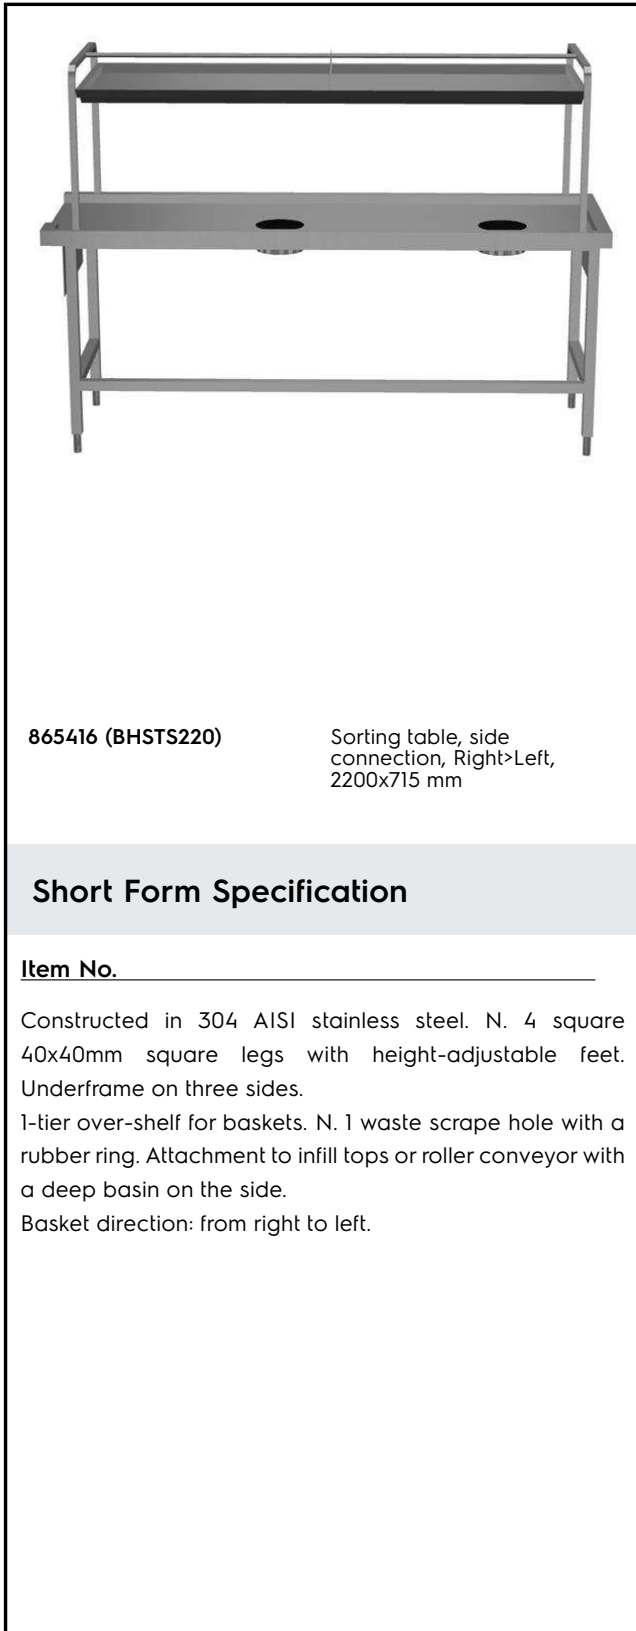 865416 (BHSTS220)
Sorting table, side
connection, Right>Left,
2200x715 mm
Short Form Specification
Item No.
Constructed in 304 AISI stainless steel. N. 4 square
40x40mm square legs with height-adjustable feet.
Underframe on three sides.
1-tier over-shelf for baskets. N. 1 waste scrape hole with a
rubber ring. Attachment to infill tops or roller conveyor with
a deep basin on the side.
Basket direction: from right to left.